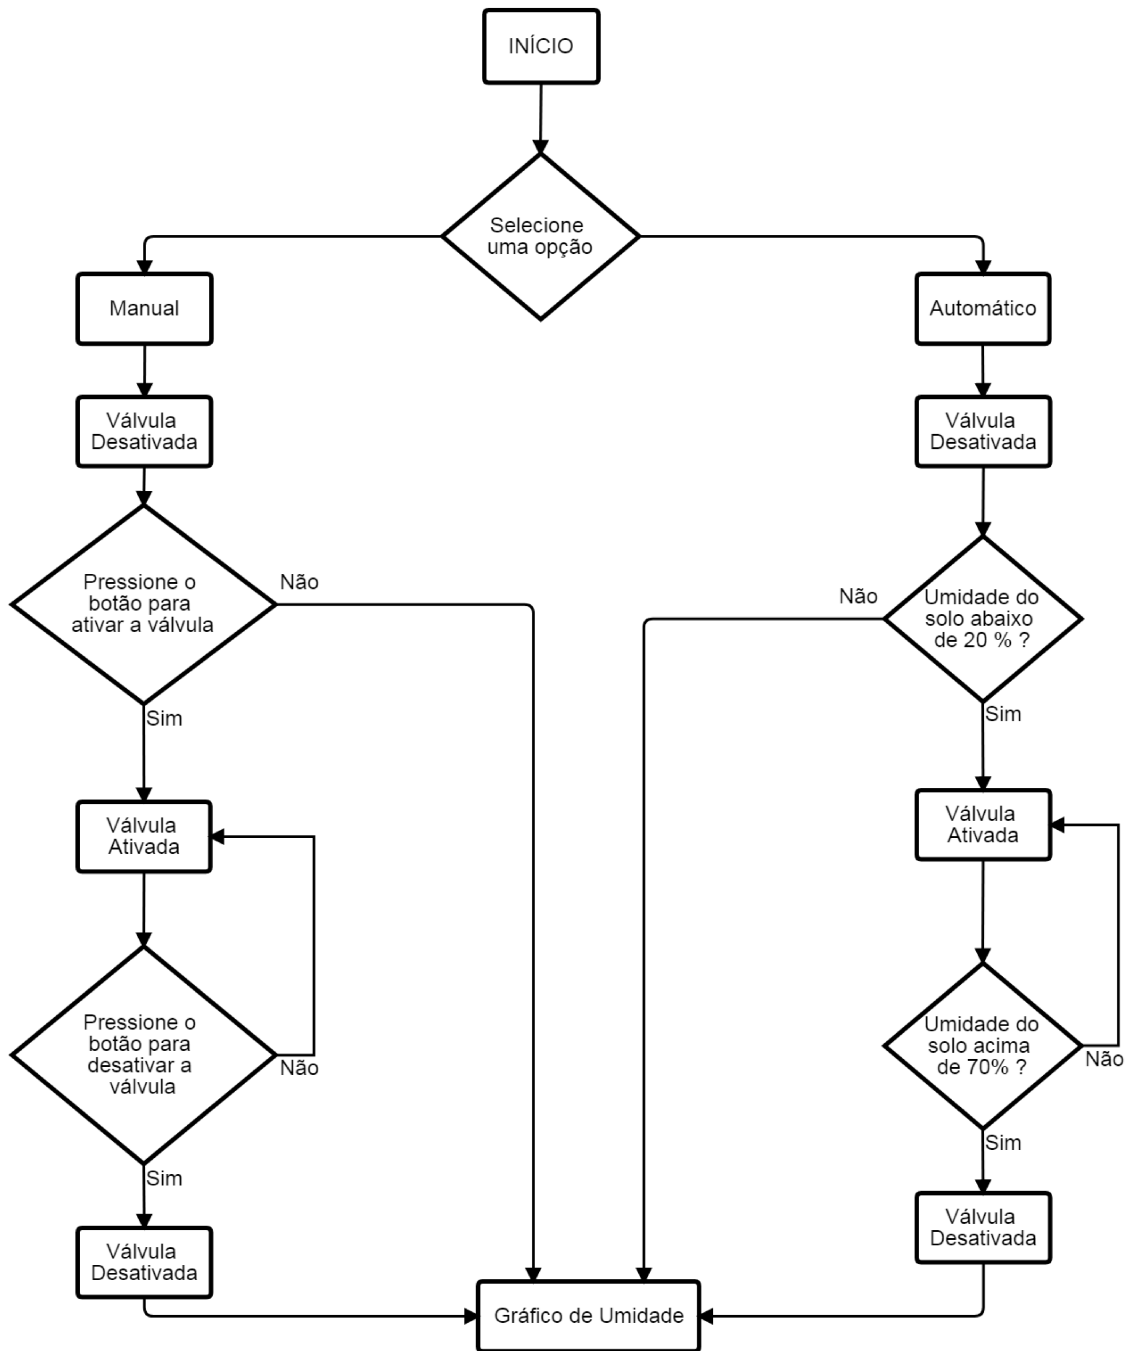 INÍCIO
Selecione
uma opção
Manual
Automático
Válvula
Desativada
Válvula
Desativada
Pressione o
botão para
ativar a válvula
Não
Não
Umidade do
solo abaixo
de 20 % ?
Sim
Sim
Válvula
Ativada
Válvula
Ativada
Pressione o
botão para
desativar a
válvula
Não
Umidade do
solo acima
de 70% ?
Não
Sim
Sim
Válvula
Desativada
Válvula
Desativada
Gráfico de Umidade